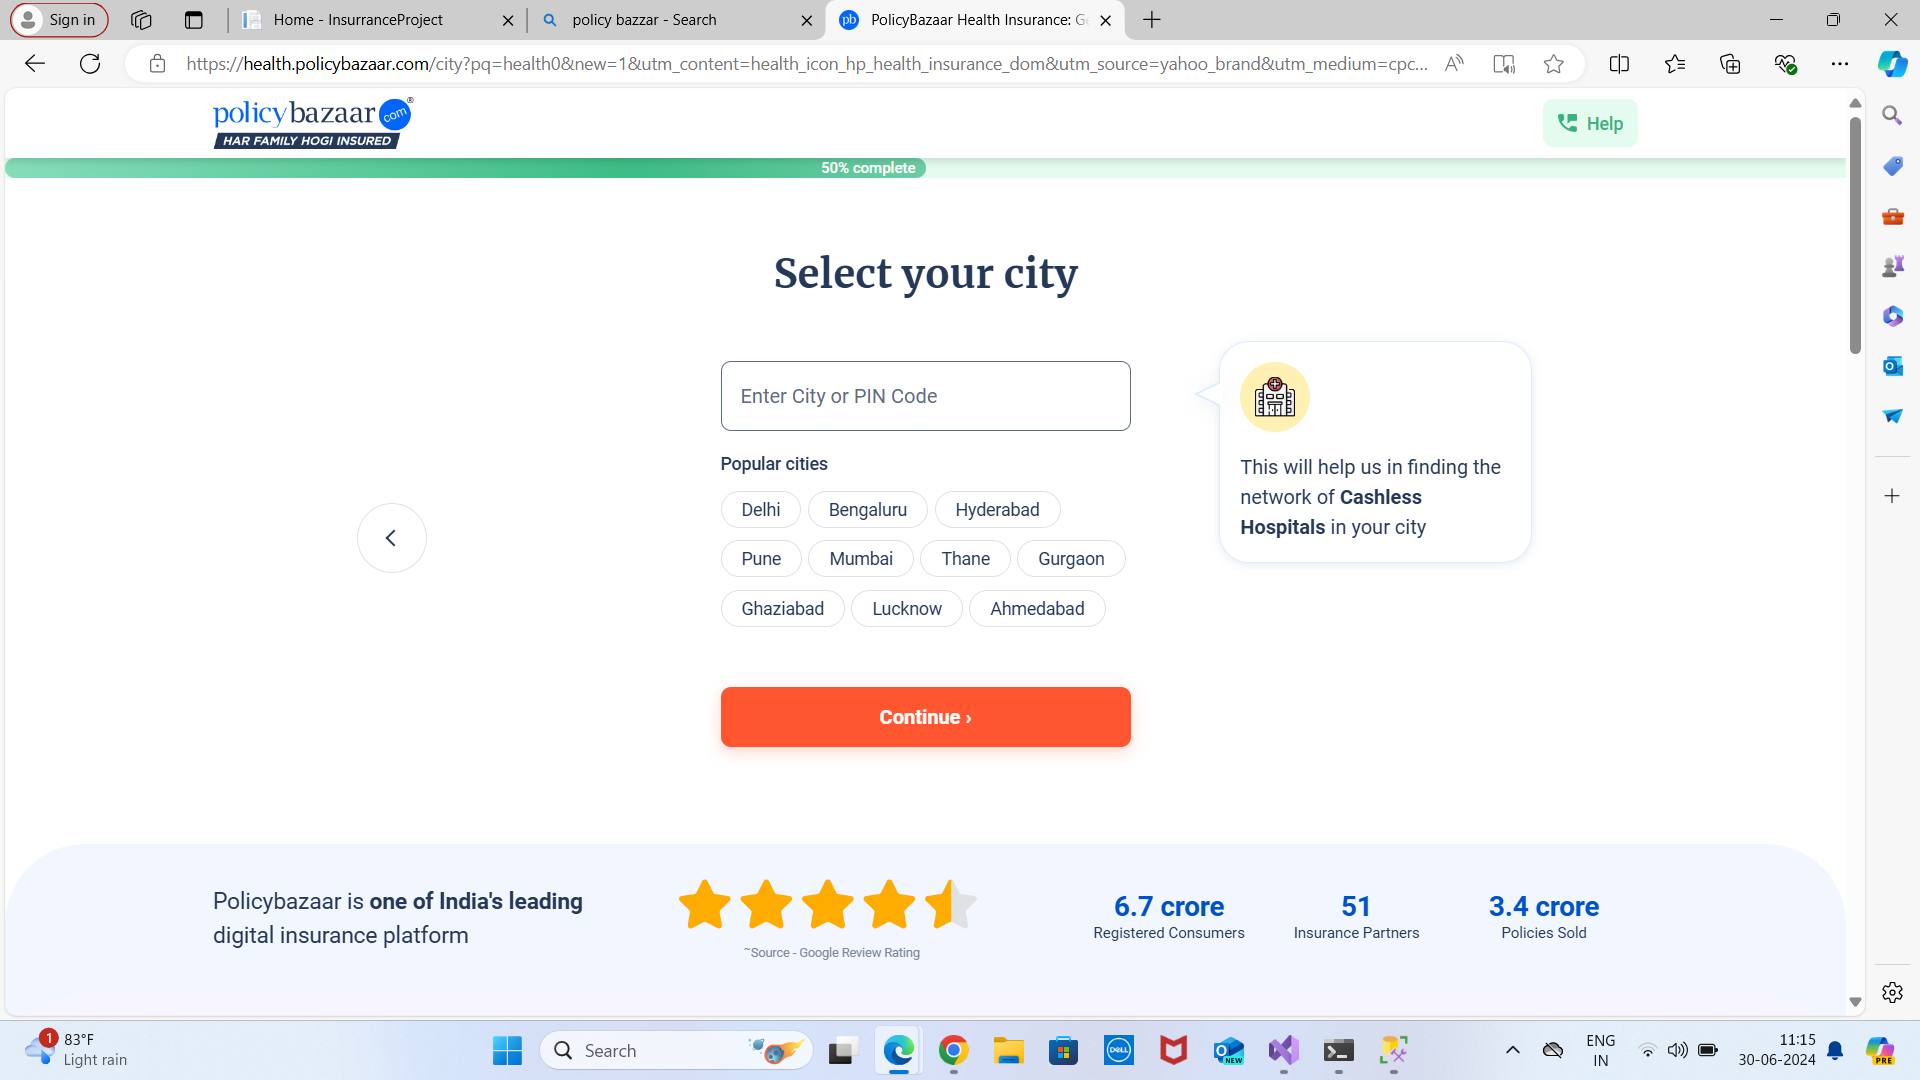 Sign in
Home - InsurranceProject
policy bazzar - Search
PolicyBazaar Health Insurance: Ge
https://health.policybazaar.com/city?pq=health0&new=1&utm_content=health_icon_hp_health_insurance_dom&utm_source=yahoo_brand&utm_medium=cpc...
policybazaar com®
HAR FAMILY HOGI INSURED
Help
50% complete
Select your city
Enter City or PIN Code
Popular cities
Delhi Bengaluru Hyderabad
Pune Mumbai Thane Gurgaon
Ghaziabad Lucknow Ahmedabad
This will help us in finding the
network of Cashless
Hospitals in your city
Continue ›
Policybazaar is one of India's leading
digital insurance platform
~Source - Google Review Rating
6.7 crore
Registered Consumers
51
Insurance Partners
3.4 crore
Policies Sold
1
83°F
Light rain
Search
DELL
NEW
ENG
IN
11:15
30-06-2024
PRE